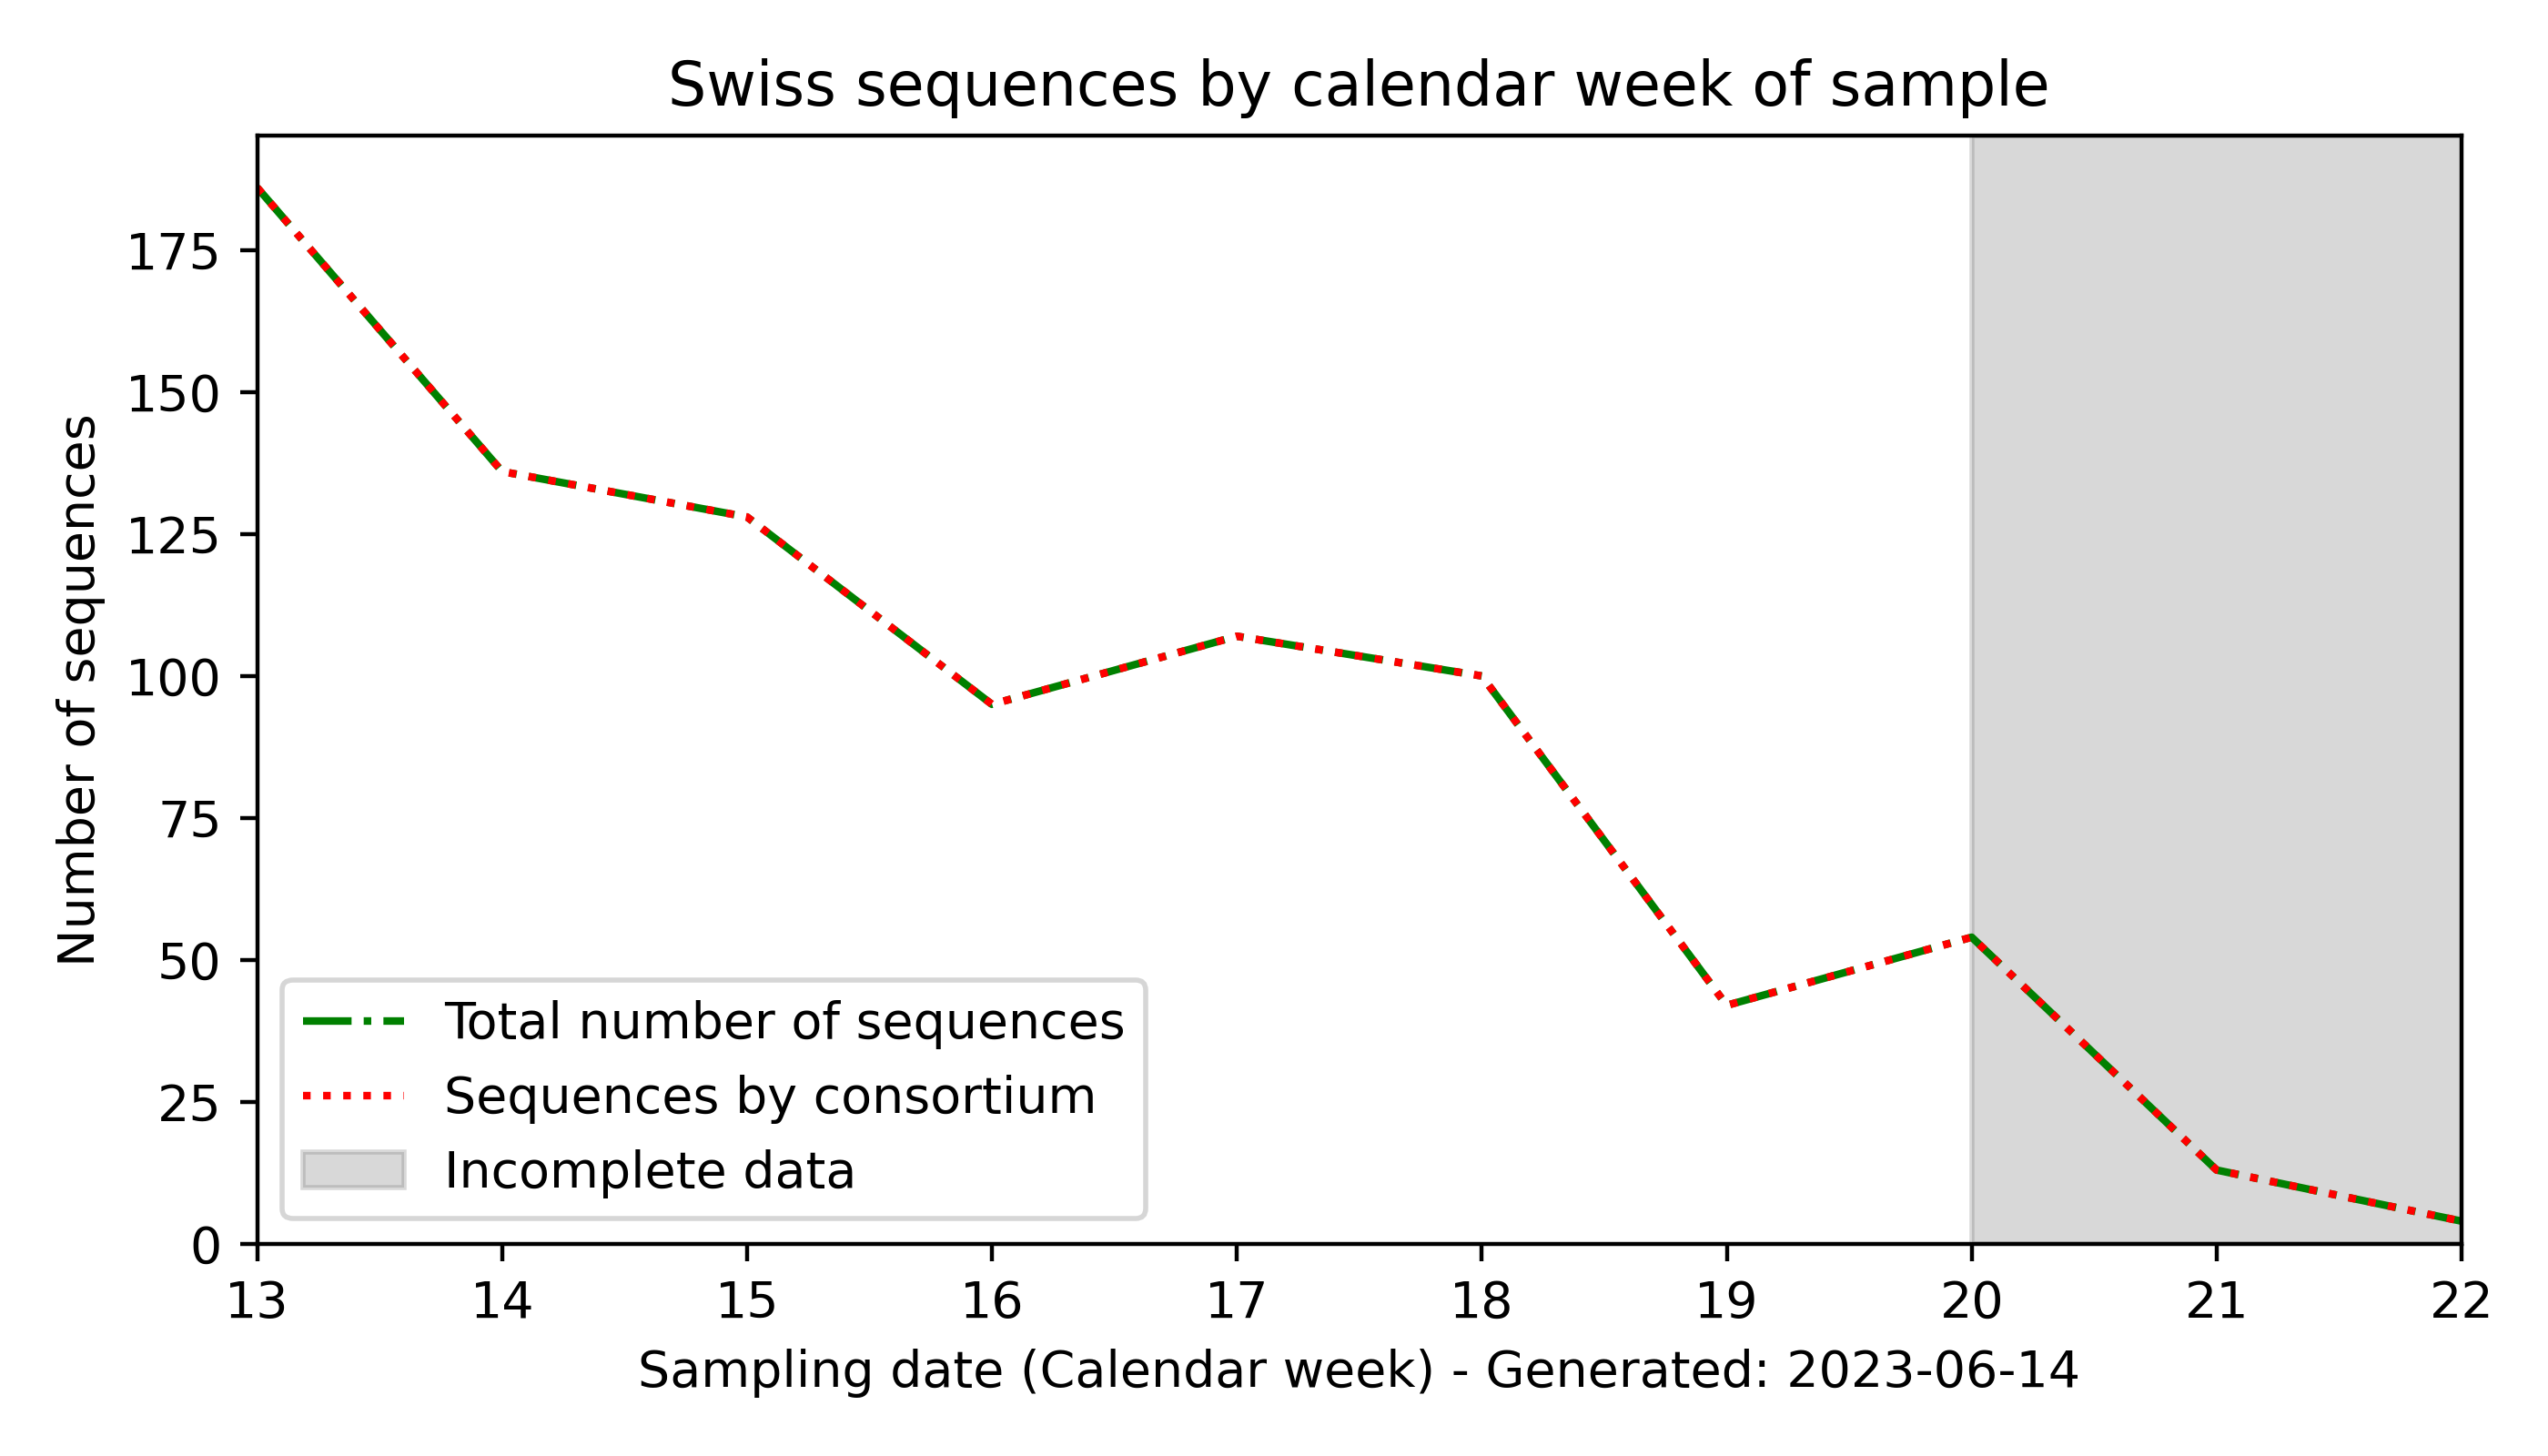 Swiss sequences by calendar week of sample
Number of sequences
175
150
125
100
75
50
25
0
Total number of sequences
Sequences by consortium
Incomplete data
13 14 15 16 17 18 19 20 21 22
Sampling date (Calendar week) - Generated: 2023-06-14